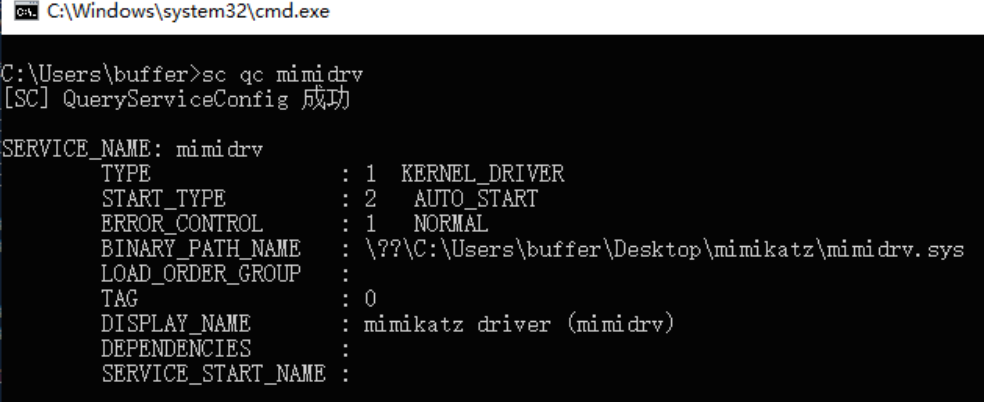 C:\Windows\system32\cmd.exe
C:\Users\buffer>sc qc mimidrv
[SC] QueryServiceConfig 成功
SERVICE_NAME: mimidrv
TYPE : 1 KERNEL_DRIVER
START_TYPE : 2 AUTO_START
ERROR_CONTROL : 1 NORMAL
BINARY_PATH_NAME : \??\C:\Users\buffer\Desktop\mimikatz\mimidrv.sys
LOAD_ORDER_GROUP :
TAG : 0
DISPLAY_NAME : mimikatz driver (mimidrv)
DEPENDENCIES :
SERVICE_START_NAME :